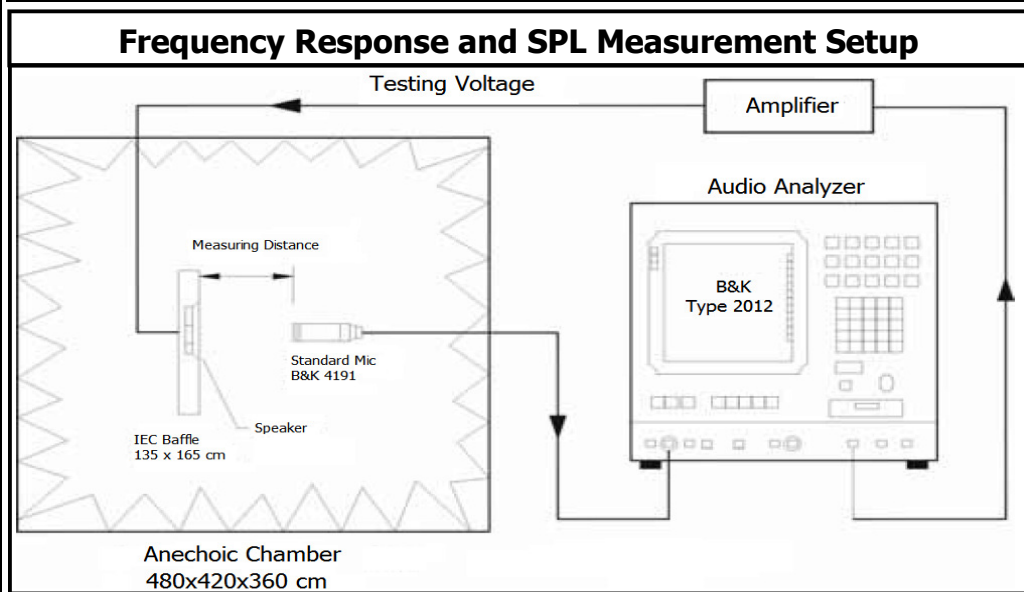 Frequency Response and SPL Measurement Setup
Testing Voltage
Amplifier
Audio Analyzer
Measuring Distance
B&K
Type 2012
Standard Mic
B&K 4191
Speaker
IEC Baffle
135 x 165 cm
Anechoic Chamber
480x420x360 cm